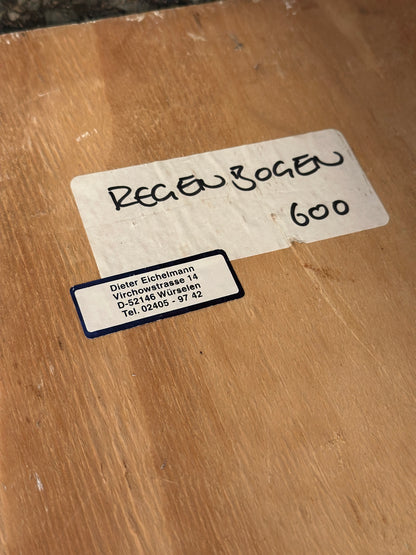 REGENBOGEN
600
Dieter Eichelmann
Virchowstrasse 14
D-52146 Würselen
Tel. 02405 - 97 42